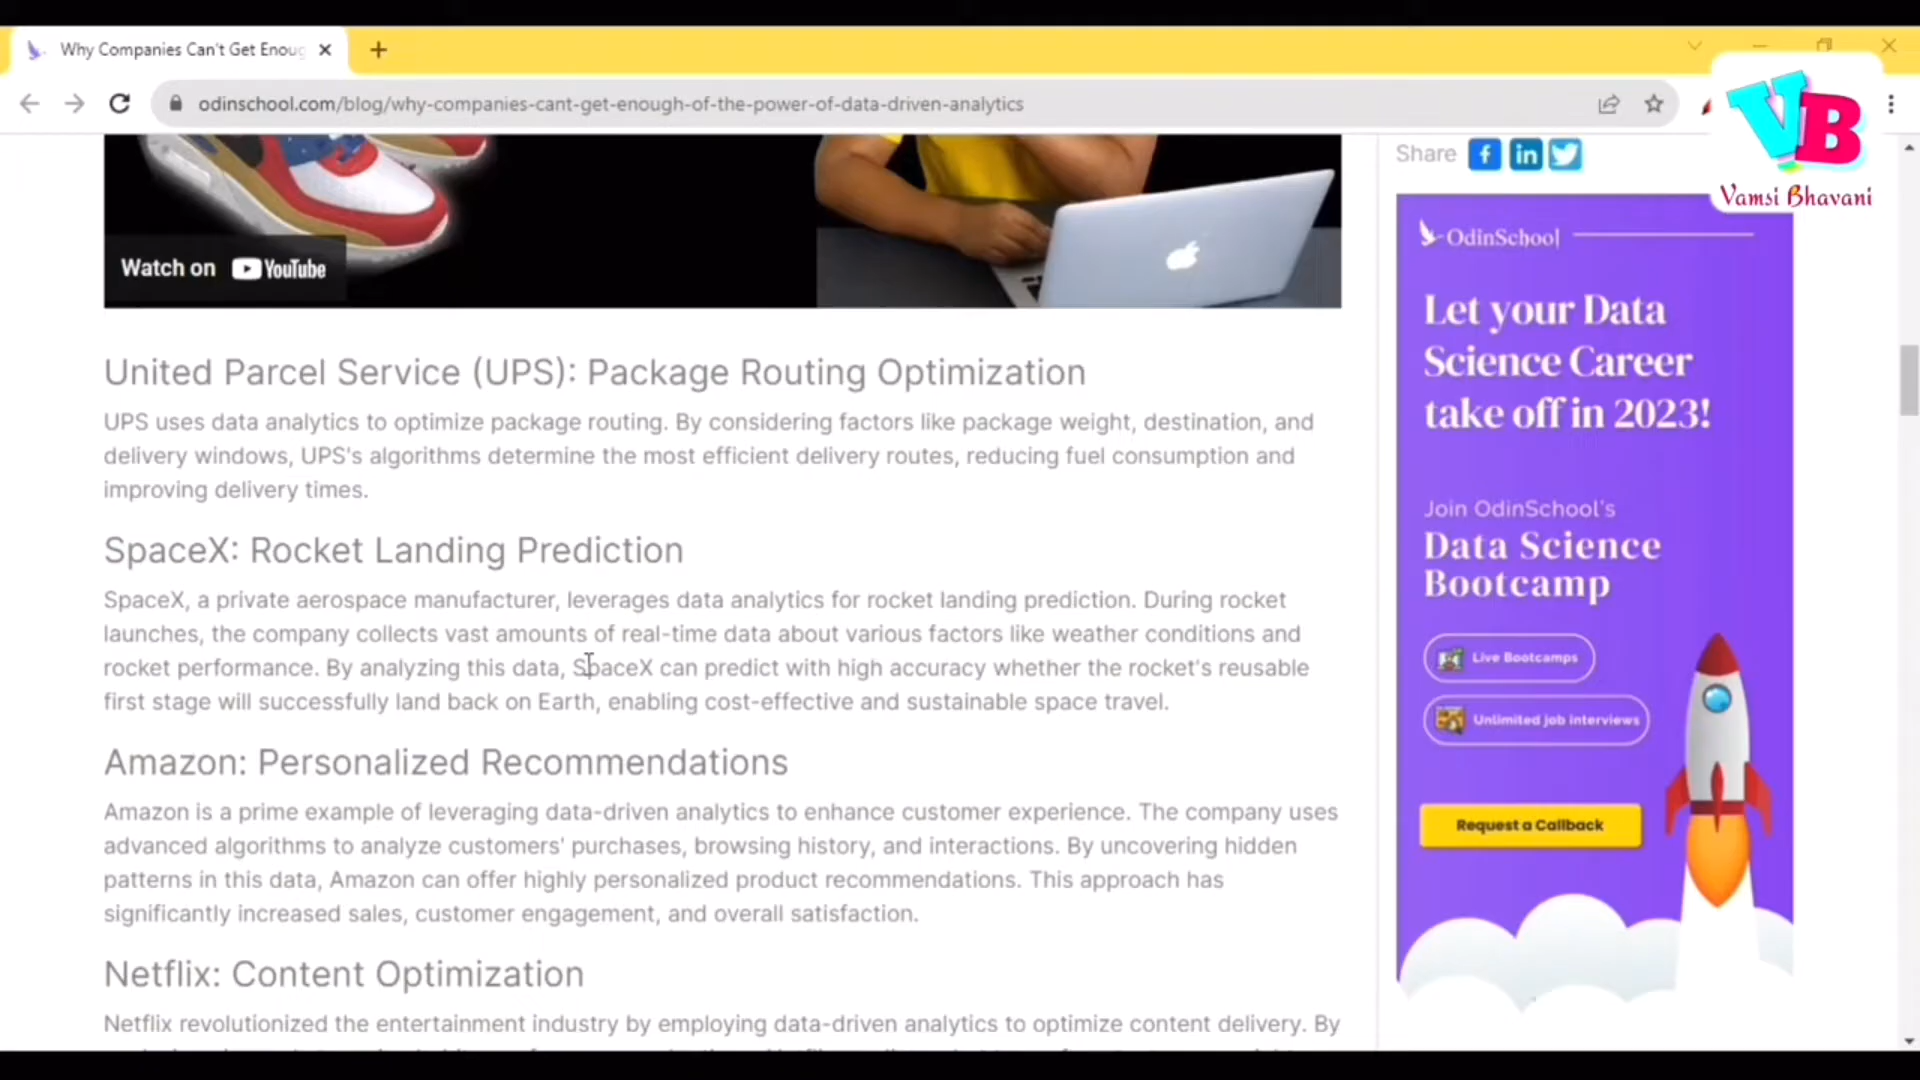 Why Companies Can't Get Enoug
odinschool.com/blog/why-companies-cant-get-enough-of-the-power-of-data-driven-analytics
VB
Vamsi Bhavani
Watch on YouTube
United Parcel Service (UPS): Package Routing Optimization
UPS uses data analytics to optimize package routing. By considering factors like package weight, destination, and
delivery windows, UPS's algorithms determine the most efficient delivery routes, reducing fuel consumption and
improving delivery times.
SpaceX: Rocket Landing Prediction
SpaceX, a private aerospace manufacturer, leverages data analytics for rocket landing prediction. During rocket
launches, the company collects vast amounts of real-time data about various factors like weather conditions and
rocket performance. By analyzing this data, SpaceX can predict with high accuracy whether the rocket's reusable
first stage will successfully land back on Earth, enabling cost-effective and sustainable space travel.
Amazon: Personalized Recommendations
Amazon is a prime example of leveraging data-driven analytics to enhance customer experience. The company uses
advanced algorithms to analyze customers' purchases, browsing history, and interactions. By uncovering hidden
patterns in this data, Amazon can offer highly personalized product recommendations. This approach has
significantly increased sales, customer engagement, and overall satisfaction.
Netflix: Content Optimization
Netflix revolutionized the entertainment industry by employing data-driven analytics to optimize content delivery. By
Share f in
OdinSchool
Let your Data
Science Career
take off in 2023!
Join OdinSchool's
Data Science
Bootcamp
Live Bootcamps
Unlimited job interviews
Request a Callback